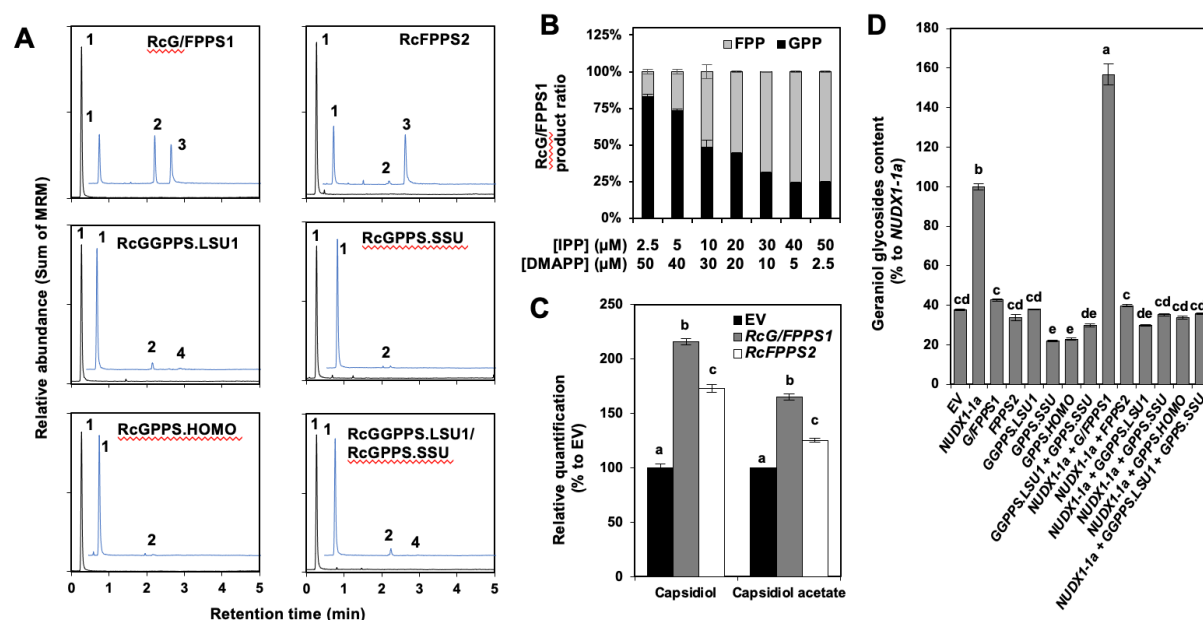 A
Relative abundance (Sum of MRM)
RcG/FPPS1
1
1
2
3
RcFPPS2
1
1
2
3
RcGGPPS.LSU1
1
1
2
4
RcGPPS.SSU
1
1
2
RcGPPS.HOMO
1
1
2
RcGGPPS.LSU1/
RcGPPS.SSU
1
1
2
4
0 1 2 3 4 5
0 1 2 3 4 5
Retention time (min)
B
RcG/FPPS1
product ratio
FPP GPP
125%
100%
75%
50%
25%
0%
[IPP] (µM) 2.5 5 10 20 30 40 50
[DMAPP] (µM) 50 40 30 20 10 5 2.5
C
Relative quantification
(% to EV)
250
200
150
100
50
0
EV
RcG/FPPS1
RcFPPS2
a b c a b c
Capsidiol Capsidiol acetate
D
Geraniol glycosides content
(% to NUDX1-1a)
180
160
140
120
100
80
60
40
20
0
cd b c cd cd e e de a c de cd cd cd
EV
NUDX1-1a
G/FPPS1
FPPS2
GGPPS.LSU1
GPPS.SSU
GPPS.HOMO
GGPPS.LSU1 + GPPS.SSU
NUDX1-1a + G/FPPS1
NUDX1-1a + FPPS2
NUDX1-1a + GGPPS.LSU1
NUDX1-1a + GPPS.SSU
NUDX1-1a + GPPS.HOMO
NUDX1-1a + GGPPS.LSU1 + GPPS.SSU